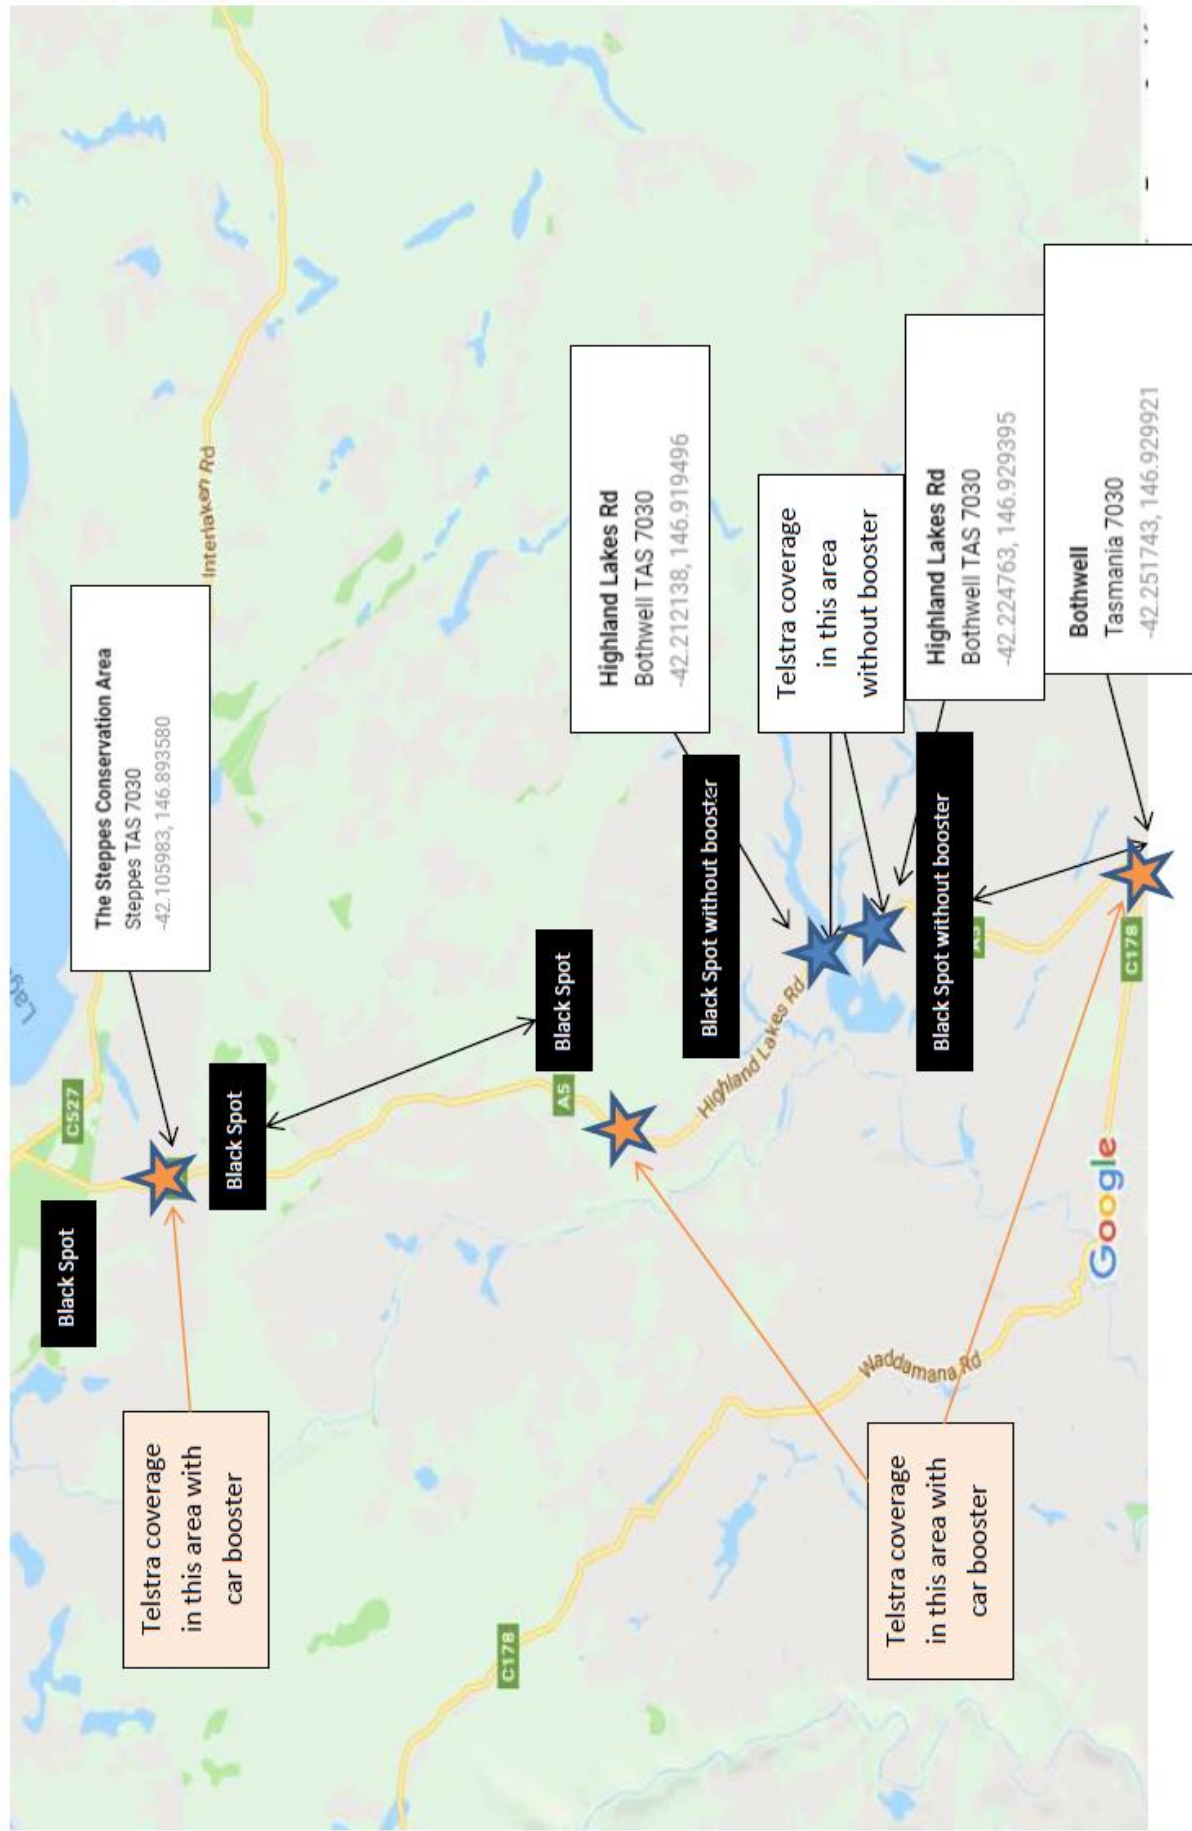 Interlaken Rd
Lag
C527
The Steppes Conservation Area
Steppes TAS 7030
-42.105983, 146.893580
Black Spot
Black Spot
Black Spot
Telstra coverage
in this area with
car booster
A5
Highland Lakes Rd
Highland Lakes Rd
Bothwell TAS 7030
-42.212138, 146.919496
Black Spot without booster
Telstra coverage
in this area
without booster
Highland Lakes Rd
Bothwell TAS 7030
-42.224763, 146.929395
Black Spot without booster
A5
Bothwell
Tasmania 7030
-42.251743, 146.929921
C178
Google
Waddamana Rd
Telstra coverage
in this area with
car booster
C178